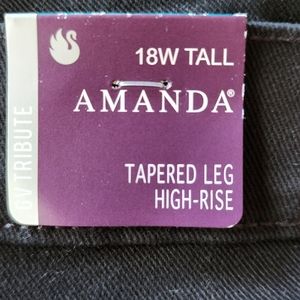 18W TALL
AMANDA®
TAPERED LEG
HIGH-RISE
GV TRIBUTE